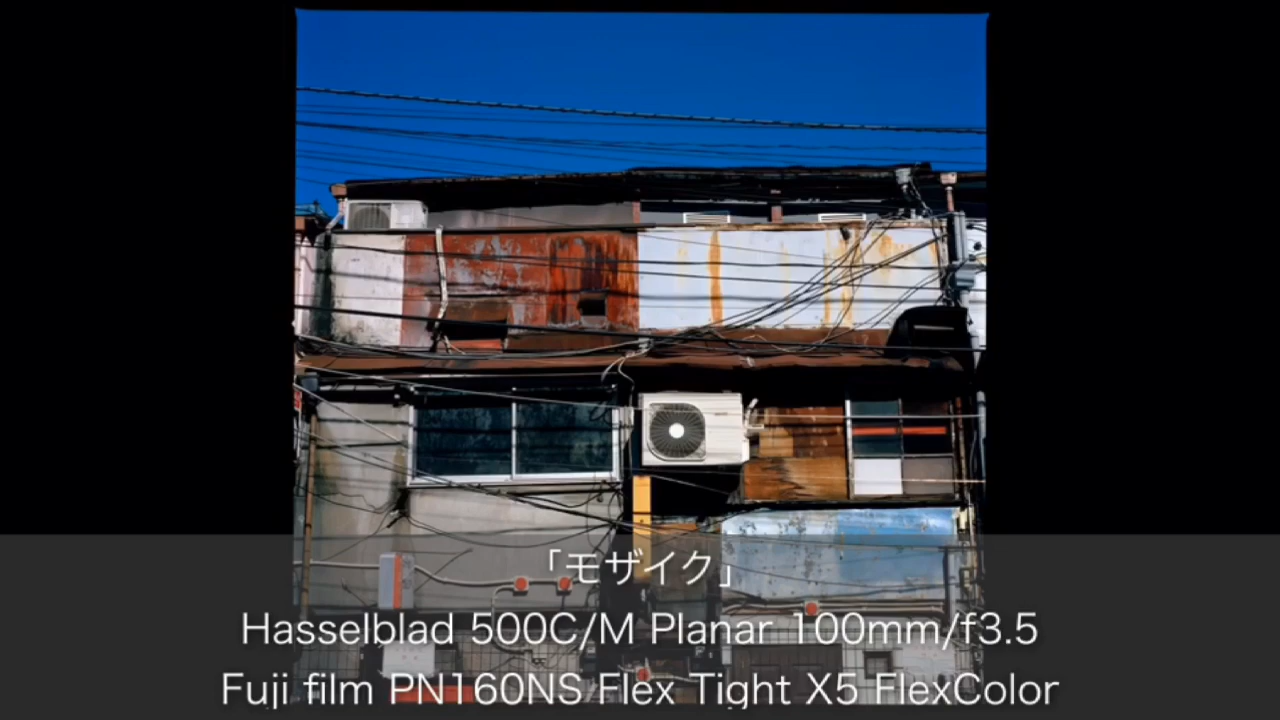 「モザイク」
Hasselblad 500C/M Planar 100mm/f3.5
Fuji film PN160NS Flex Tight X5 FlexColor